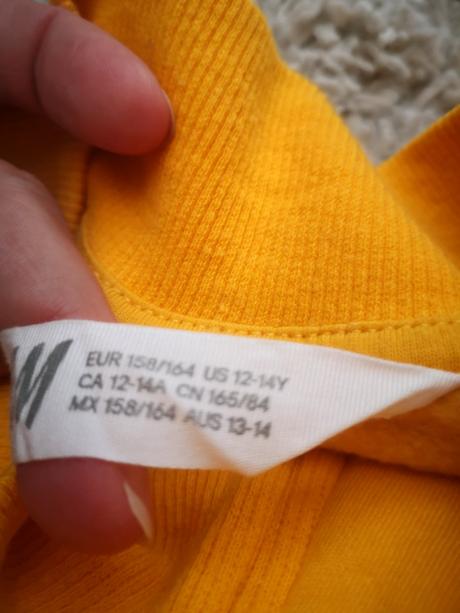 M
EUR 158/164 US 12-14Y
CA 12-14A CN 165/84
MX 158/164 AUS 13-14